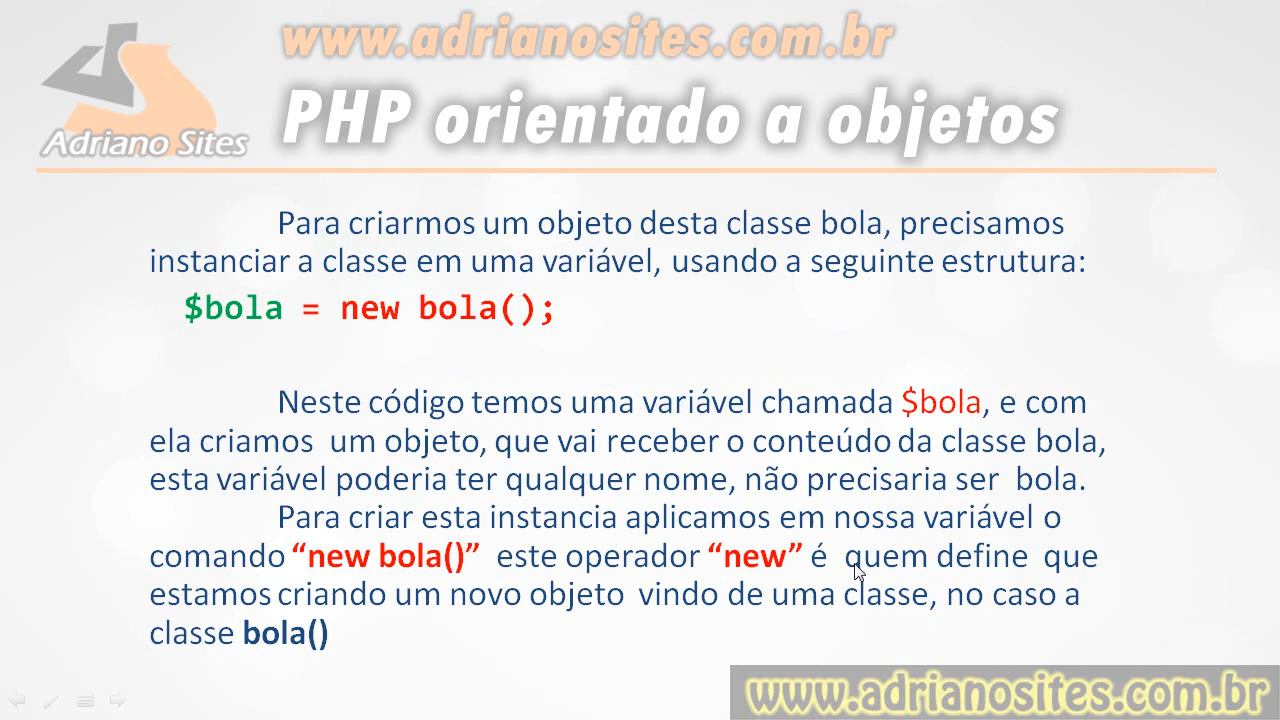 www.adrianosites.com.br
Adriano Sites
PHP orientado a objetos
Para criarmos um objeto desta classe bola, precisamos
instanciar a classe em uma variável, usando a seguinte estrutura:
$bola = new bola();
Neste código temos uma variável chamada $bola, e com
ela criamos um objeto, que vai receber o conteúdo da classe bola,
esta variável poderia ter qualquer nome, não precisaria ser bola.
Para criar esta instancia aplicamos em nossa variável o
comando “new bola()” este operador “new” é quem define que
estamos criando um novo objeto vindo de uma classe, no caso a
classe bola()
www.adrianosites.com.br